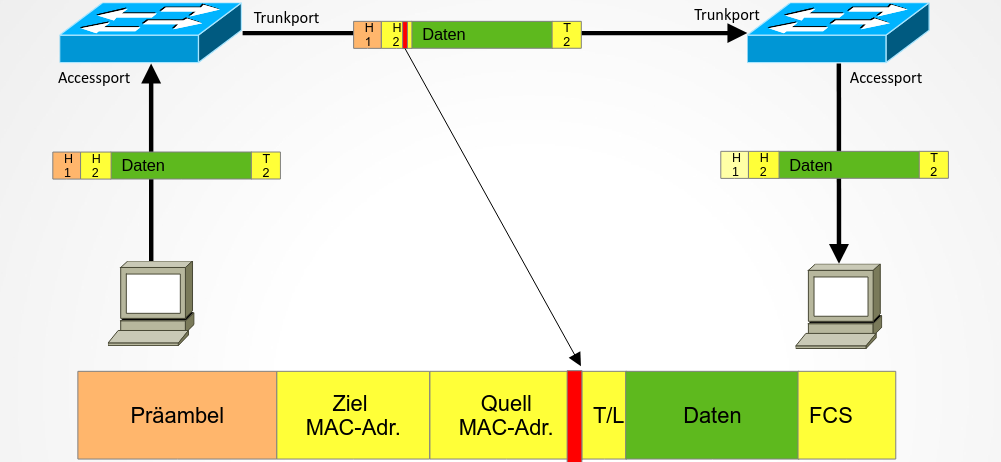 Trunkport
Trunkport
H H Daten T
1 2 2
Accessport
Accessport
H H Daten T
1 2 2
H H Daten T
1 2 2
Präambel
Ziel
MAC-Adr.
Quell
MAC-Adr.
T/L
Daten
FCS